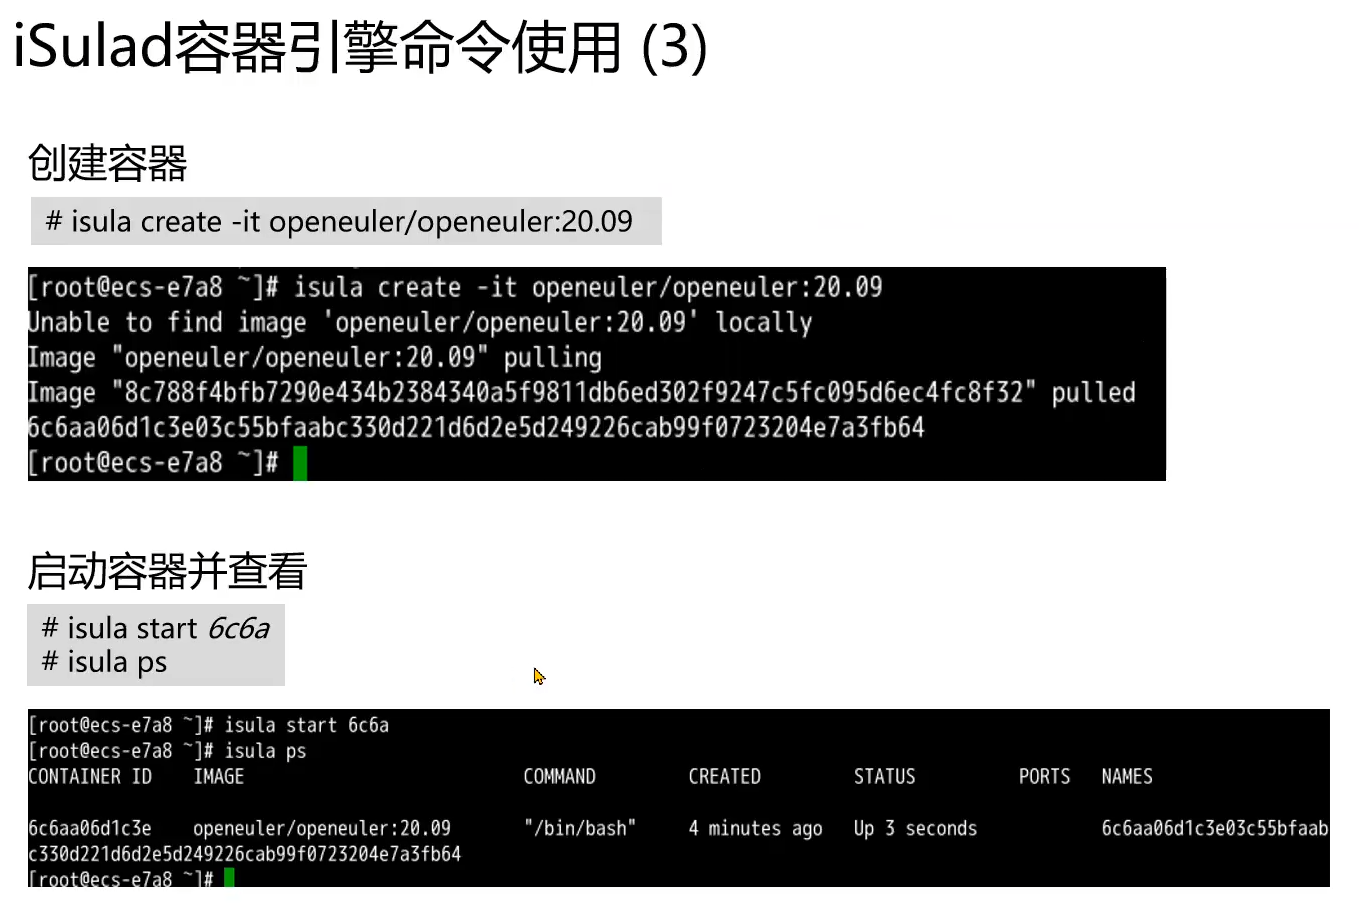 iSulad容器引擎命令使用 (3)
创建容器
# isula create -it openeuler/openeuler:20.09
[root@ecs-e7a8 ~]# isula create -it openeuler/openeuler:20.09
Unable to find image 'openeuler/openeuler:20.09' locally
Image "openeuler/openeuler:20.09" pulling
Image "8c788f4bfb7290e434b2384340a5f9811db6ed302f9247c5fc095d6ec4fc8f32" pulled
6c6aa06d1c3e03c55bfaabc330d221d6d2e5d249226cab99f0723204e7a3fb64
[root@ecs-e7a8 ~]#
启动容器并查看
# isula start 6c6a
# isula ps
[root@ecs-e7a8 ~]# isula start 6c6a
[root@ecs-e7a8 ~]# isula ps
CONTAINER ID IMAGE COMMAND CREATED STATUS PORTS NAMES
6c6aa06d1c3e openeuler/openeuler:20.09 "/bin/bash" 4 minutes ago Up 3 seconds 6c6aa06d1c3e03c55bfaab
c330d221d6d2e5d249226cab99f0723204e7a3fb64
[root@ecs-e7a8 ~]#